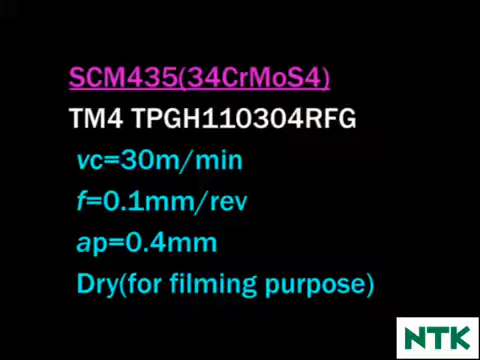 SCM435(34CrMoS4)
TM4 TPGH110304RFG
vc=30m/min
f=0.1mm/rev
ap=0.4mm
Dry(for filming purpose)
NTK